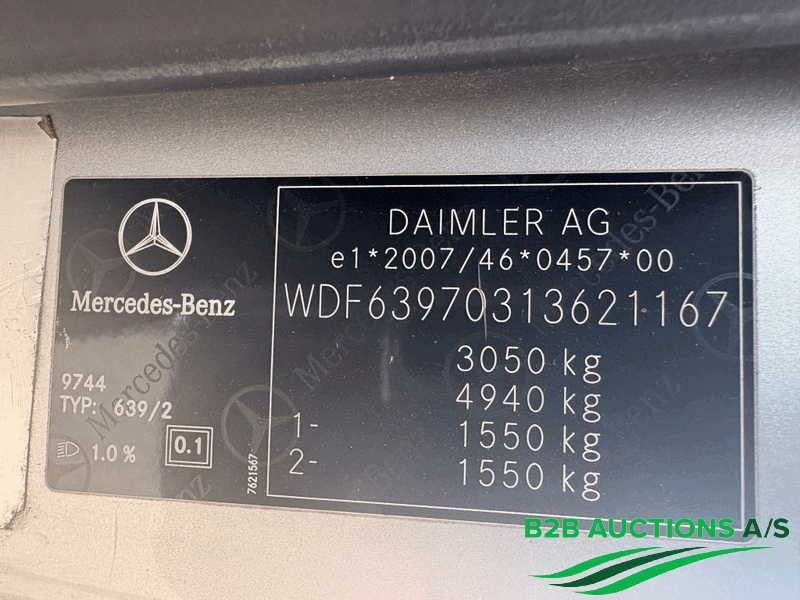 Mercedes-Benz
9744
TYP: 639/2
1.0 %
0.1
7621567
DAIMLER AG
e1*2007/46*0457*00
WDF63970313621167
3050 kg
4940 kg
1- 1550 kg
2- 1550 kg
B2B AUCTIONS A/S